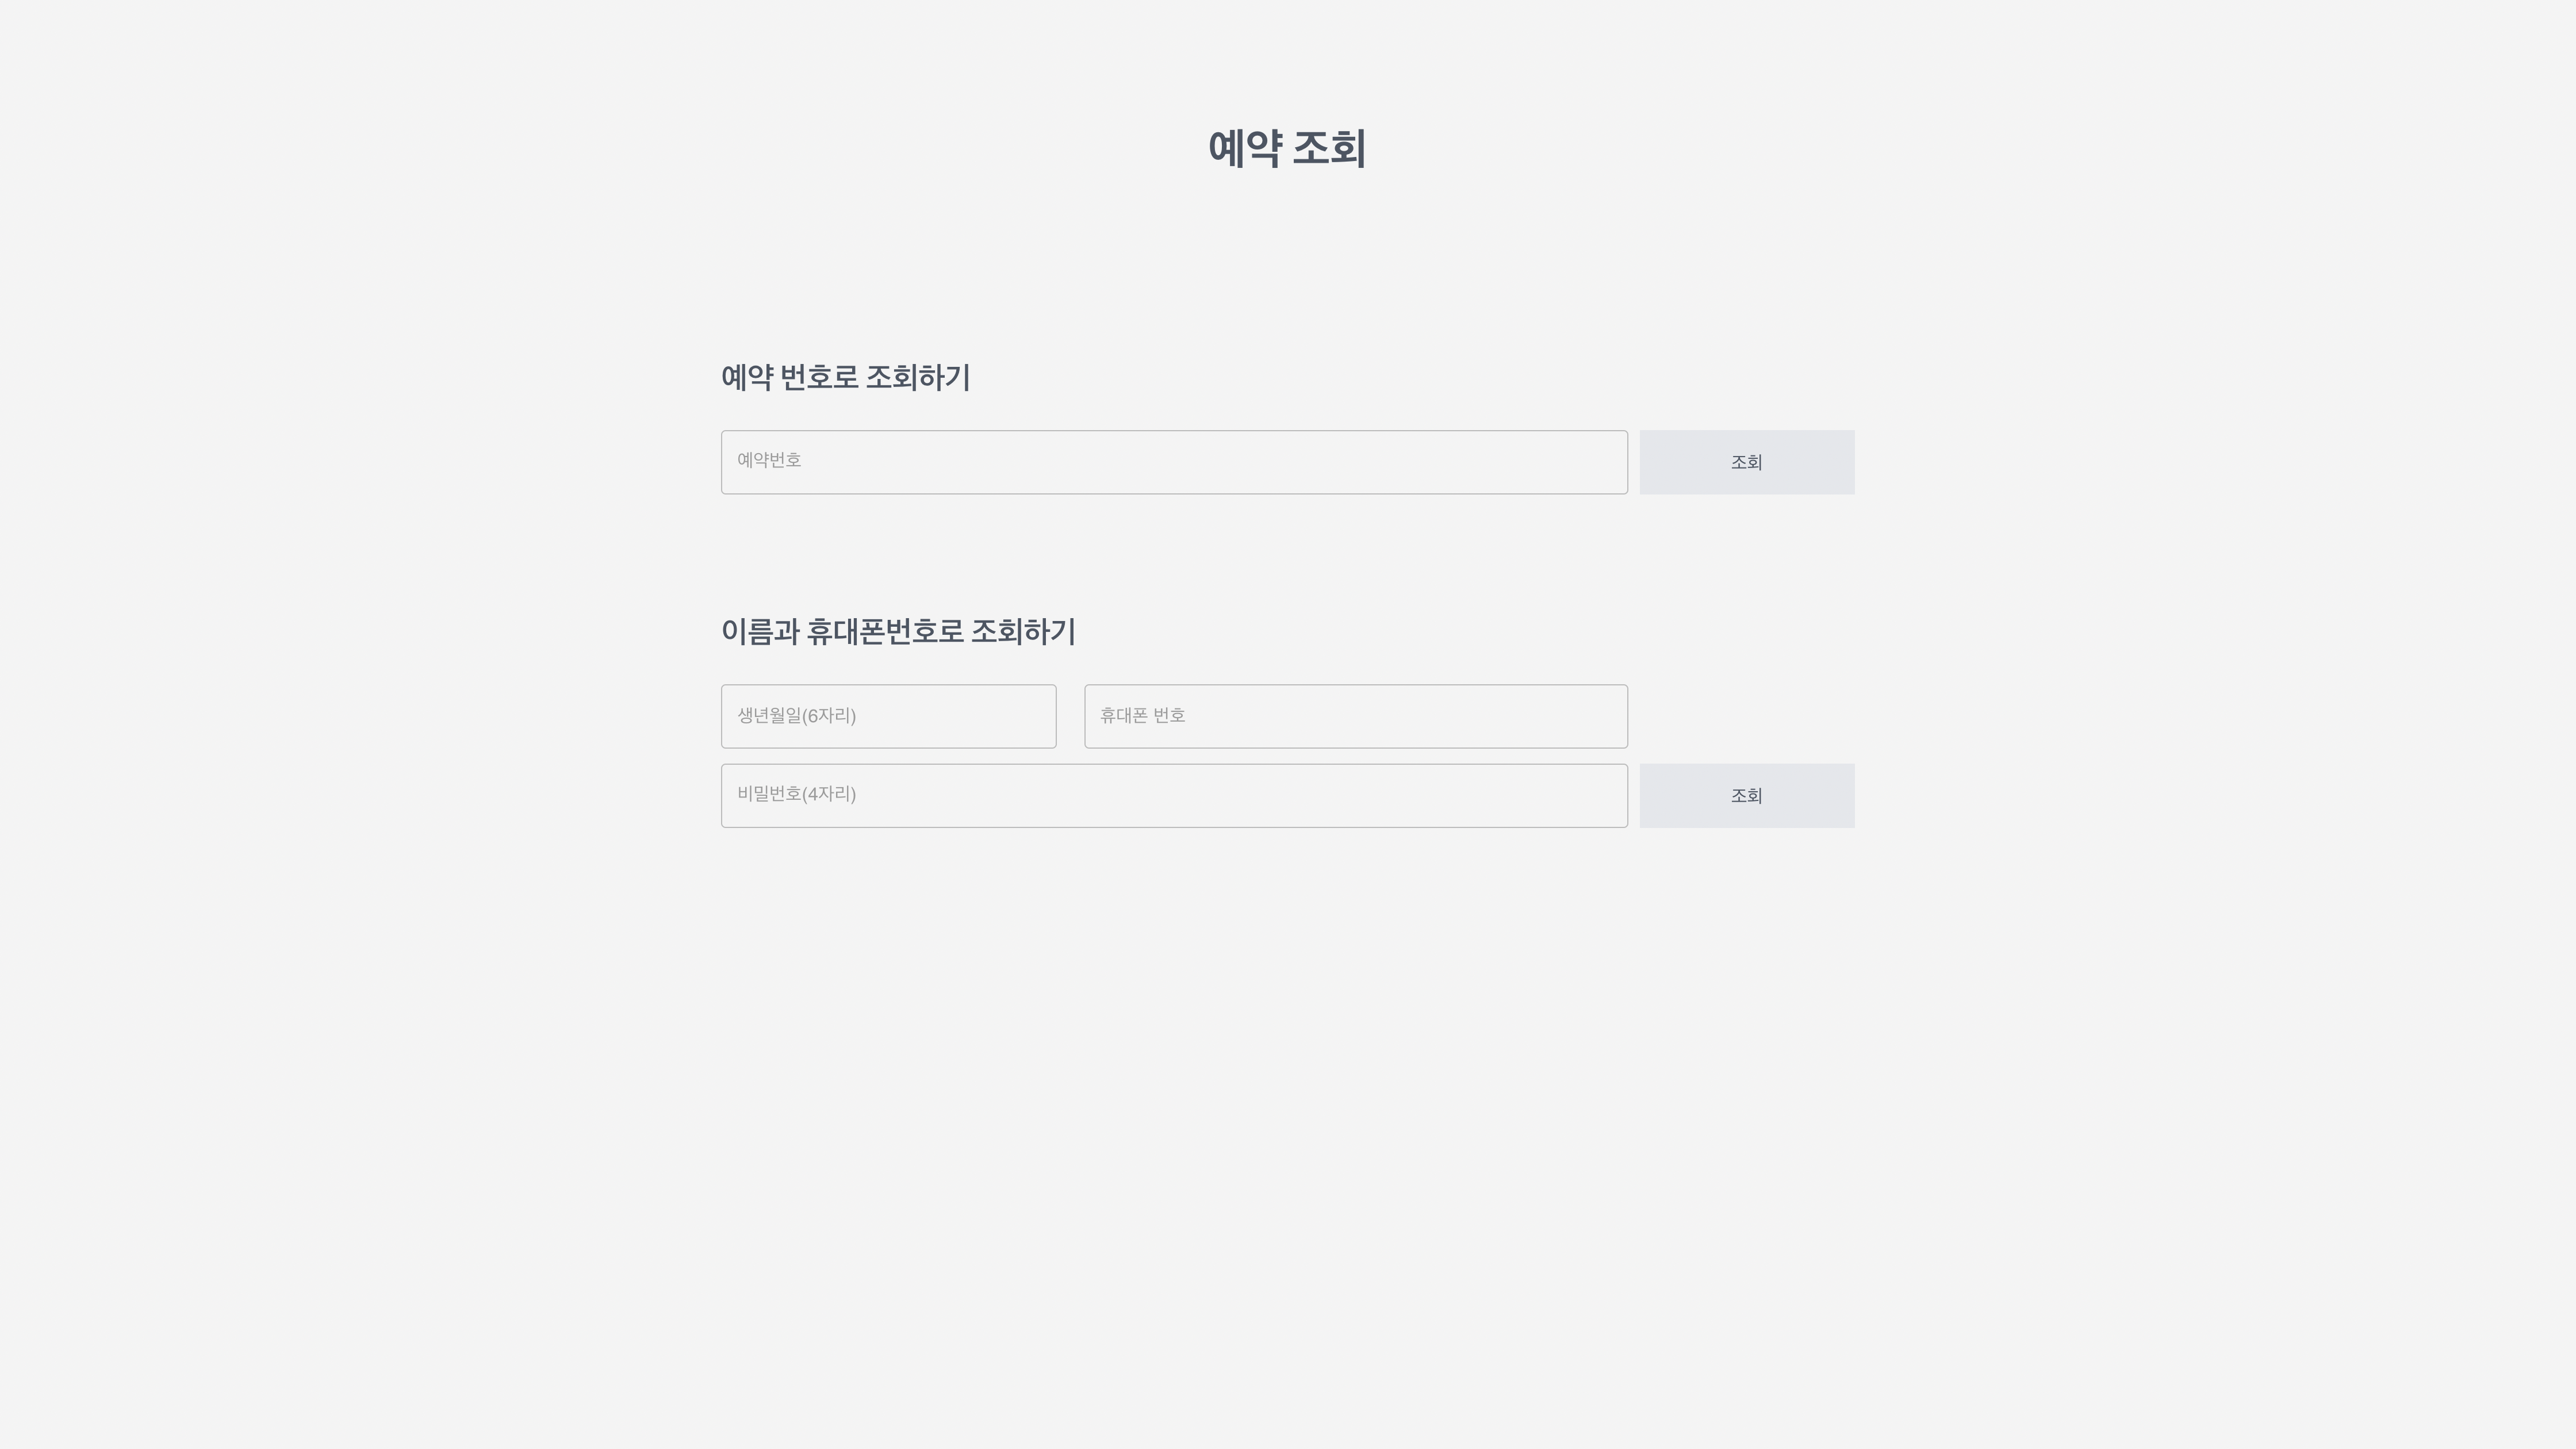 예약 조회
예약 번호로 조회하기
예약번호
조회
이름과 휴대폰번호로 조회하기
생년월일(6자리)
휴대폰 번호
비밀번호(4자리)
조회